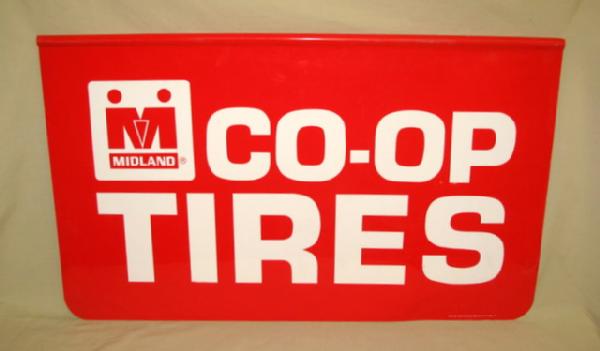 M
MIDLAND®
CO-OP
TIRES